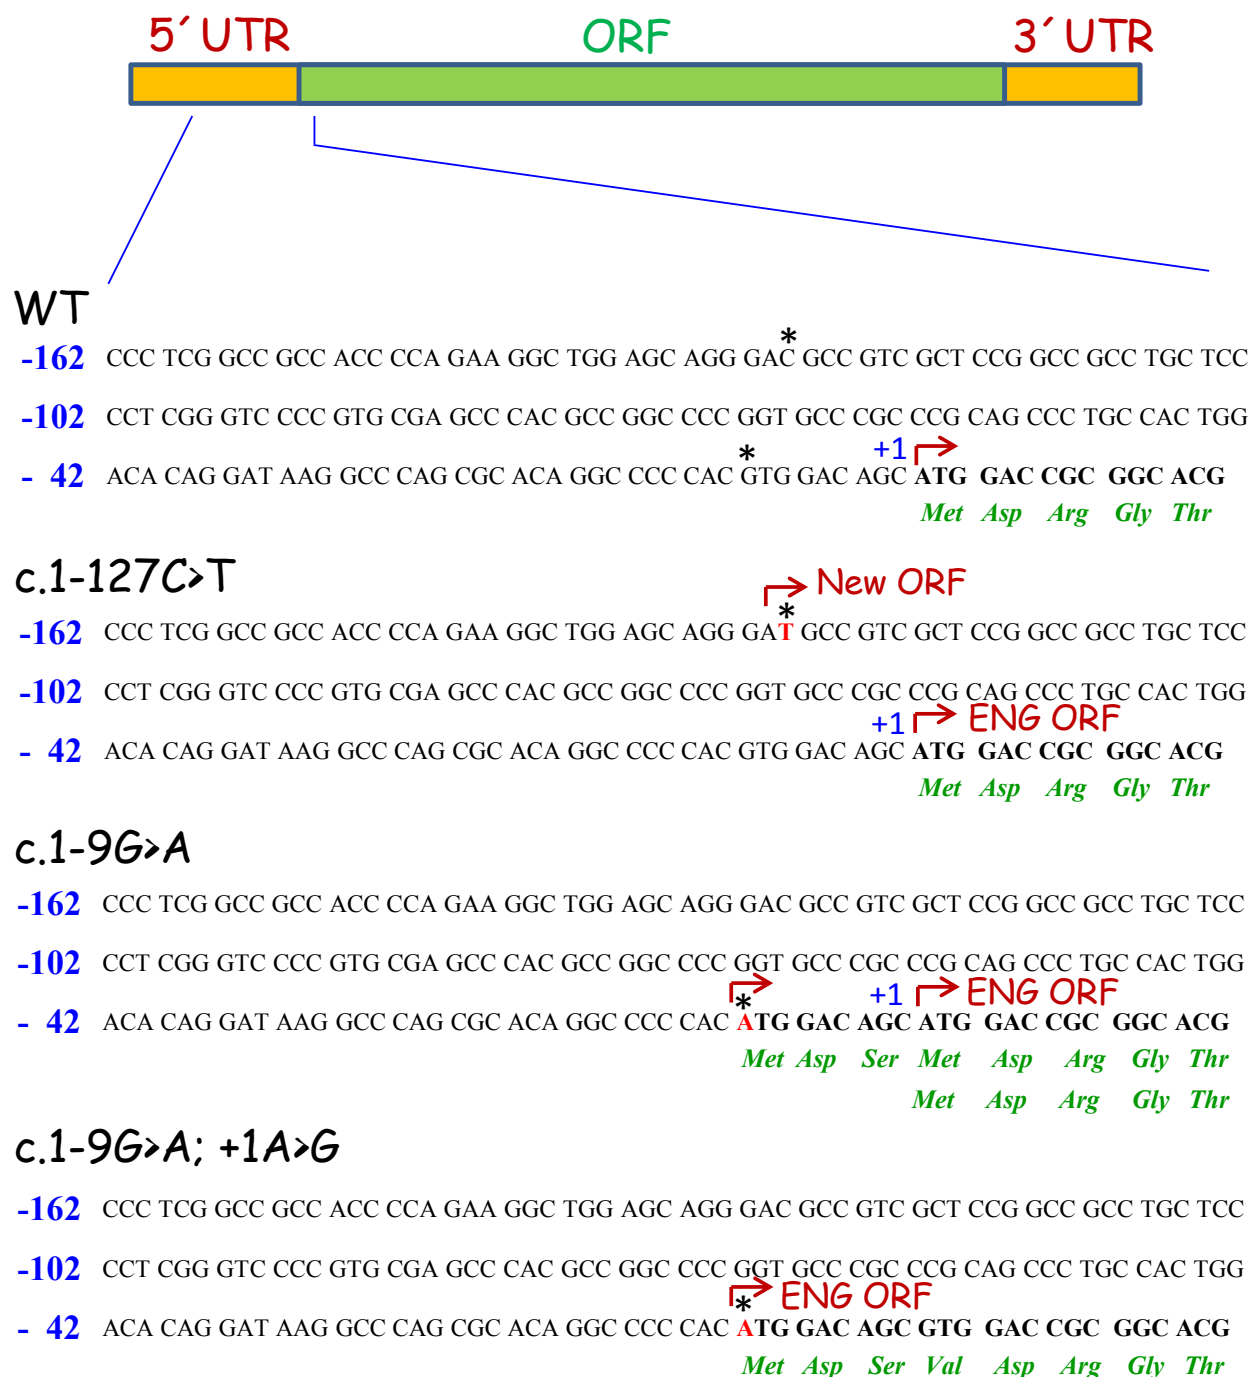 5´UTR ORF 3´UTR
WT
*
-162 CCC TCG GCC GCC ACC CCA GAA GGC TGG AGC AGG GAC GCC GTC GCT CCG GCC GCC TGC TCC
-102 CCT CGG GTC CCC GTG CGA GCC CAC GCC GGC CCC GGT GCC CGC CCG CAG CCC TGC CAC TGG
* +1
- 42 ACA CAG GAT AAG GCC CAG CGC ACA GGC CCC CAC GTG GAC AGC ATG GAC CGC GGC ACG
Met Asp Arg Gly Thr
c.1-127C>T
New ORF
*
-162 CCC TCG GCC GCC ACC CCA GAA GGC TGG AGC AGG GAT GCC GTC GCT CCG GCC GCC TGC TCC
-102 CCT CGG GTC CCC GTG CGA GCC CAC GCC GGC CCC GGT GCC CGC CCG CAG CCC TGC CAC TGG
+1 ENG ORF
- 42 ACA CAG GAT AAG GCC CAG CGC ACA GGC CCC CAC GTG GAC AGC ATG GAC CGC GGC ACG
Met Asp Arg Gly Thr
c.1-9G>A
-162 CCC TCG GCC GCC ACC CCA GAA GGC TGG AGC AGG GAC GCC GTC GCT CCG GCC GCC TGC TCC
-102 CCT CGG GTC CCC GTG CGA GCC CAC GCC GGC CCC GGT GCC CGC CCG CAG CCC TGC CAC TGG
* +1 ENG ORF
- 42 ACA CAG GAT AAG GCC CAG CGC ACA GGC CCC CAC ATG GAC AGC ATG GAC CGC GGC ACG
Met Asp Ser Met Asp Arg Gly Thr
Met Asp Arg Gly Thr
c.1-9G>A; +1A>G
-162 CCC TCG GCC GCC ACC CCA GAA GGC TGG AGC AGG GAC GCC GTC GCT CCG GCC GCC TGC TCC
-102 CCT CGG GTC CCC GTG CGA GCC CAC GCC GGC CCC GGT GCC CGC CCG CAG CCC TGC CAC TGG
* ENG ORF
- 42 ACA CAG GAT AAG GCC CAG CGC ACA GGC CCC CAC ATG GAC AGC GTG GAC CGC GGC ACG
Met Asp Ser Val Asp Arg Gly Thr